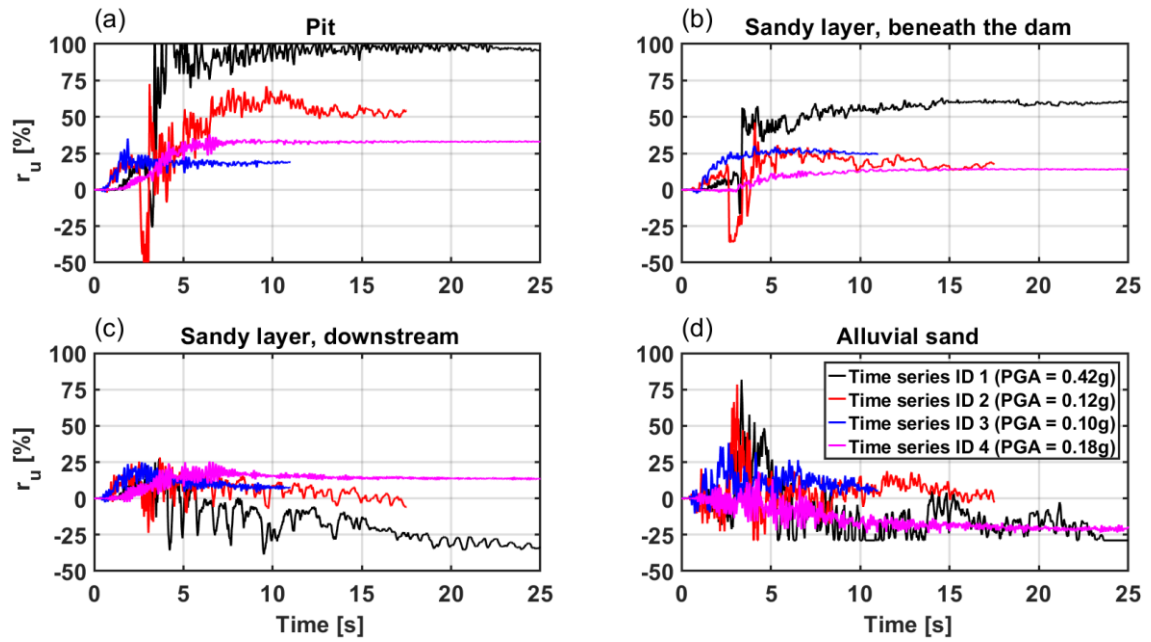 (a)
Pit
r_u [%]
100
75
50
25
0
-25
-50
0 5 10 15 20 25
(b)
Sandy layer, beneath the dam
100
75
50
25
0
-25
-50
0 5 10 15 20 25
(c)
Sandy layer, downstream
r_u [%]
100
75
50
25
0
-25
-50
0 5 10 15 20 25
Time [s]
(d)
Alluvial sand
100
75
50
25
0
-25
-50
0 5 10 15 20 25
Time [s]
Time series ID 1 (PGA = 0.42g)
Time series ID 2 (PGA = 0.12g)
Time series ID 3 (PGA = 0.10g)
Time series ID 4 (PGA = 0.18g)